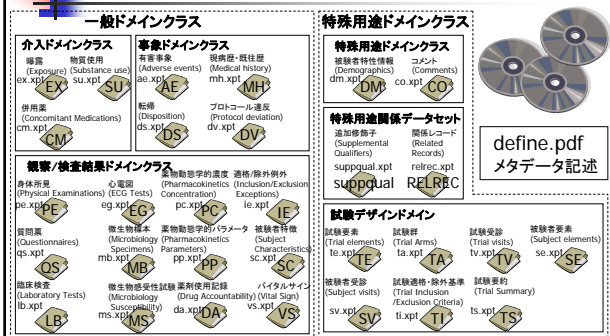 一般ドメインクラス
介入ドメインクラス
曝露
(Exposure)
ex.xpt
EX
物質使用
(Substance use)
su.xpt
SU
併用薬
(Concomitant Medications)
cm.xpt
CM
事象ドメインクラス
有害事象
(Adverse events)
ae.xpt
AE
現病歴・既往歴
(Medical history)
mh.xpt
MH
転帰
(Disposition)
ds.xpt
DS
プロトコール違反
(Protocol deviation)
dv.xpt
DV
観察/検査結果ドメインクラス
身体所見
(Physical Examinations)
pe.xpt
PE
心電図
(ECG Tests)
eg.xpt
EG
薬物動態学的濃度
(Pharmacokinetics
Concentration)
pc.xpt
PC
適格/除外例外
(Inclusion/Exclusion
Exceptions)
ie.xpt
IE
質問票
(Questionnaires)
qs.xpt
QS
微生物標本
(Microbiology
Specimens)
mb.xpt
MB
薬物動態学的パラメータ
(Pharmacokinetics
Parameters)
pp.xpt
PP
被験者特徴
(Subject
Characteristics)
sc.xpt
SC
臨床検査
(Laboratory Tests)
lb.xpt
LB
微生物感受性試験
(Microbiology
Susceptibility)
ms.xpt
MS
薬剤使用記録
(Drug Accountability)
da.xpt
DA
バイタルサイン
(Vital Sign)
vs.xpt
VS
特殊用途ドメインクラス
特殊用途ドメインクラス
被験者特性情報
(Demographics)
dm.xpt
DM
コメント
(Comments)
co.xpt
CO
特殊用途関係データセット
追加修飾子
(Supplemental
Qualifiers)
suppqual.xpt
suppqual
関係レコード
(Related
Records)
relrec.xpt
RELREC
define.pdf
メタデータ記述
試験デザインドメイン
試験要素
(Trial elements)
te.xpt
TE
試験群
(Trial Arms)
ta.xpt
TA
試験受診
(Trial visits)
tv.xpt
TV
被験者要素
(Subject elements)
se.xpt
SE
被験者受診
(Subject visits)
sv.xpt
SV
試験適格・除外基準
(Trial Inclusion
/Exclusion Criteria)
ti.xpt
TI
試験要約
(Trial Summary)
ts.xpt
TS